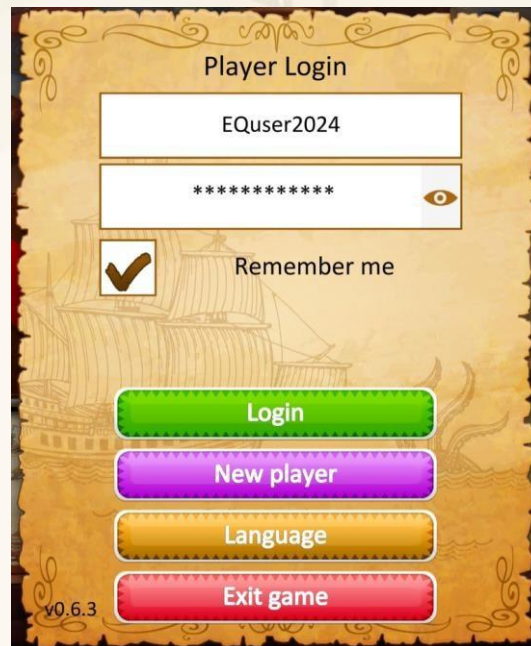 Player Login
EQuser2024
************
Remember me
Login
New player
Language
Exit game
v0.6.3